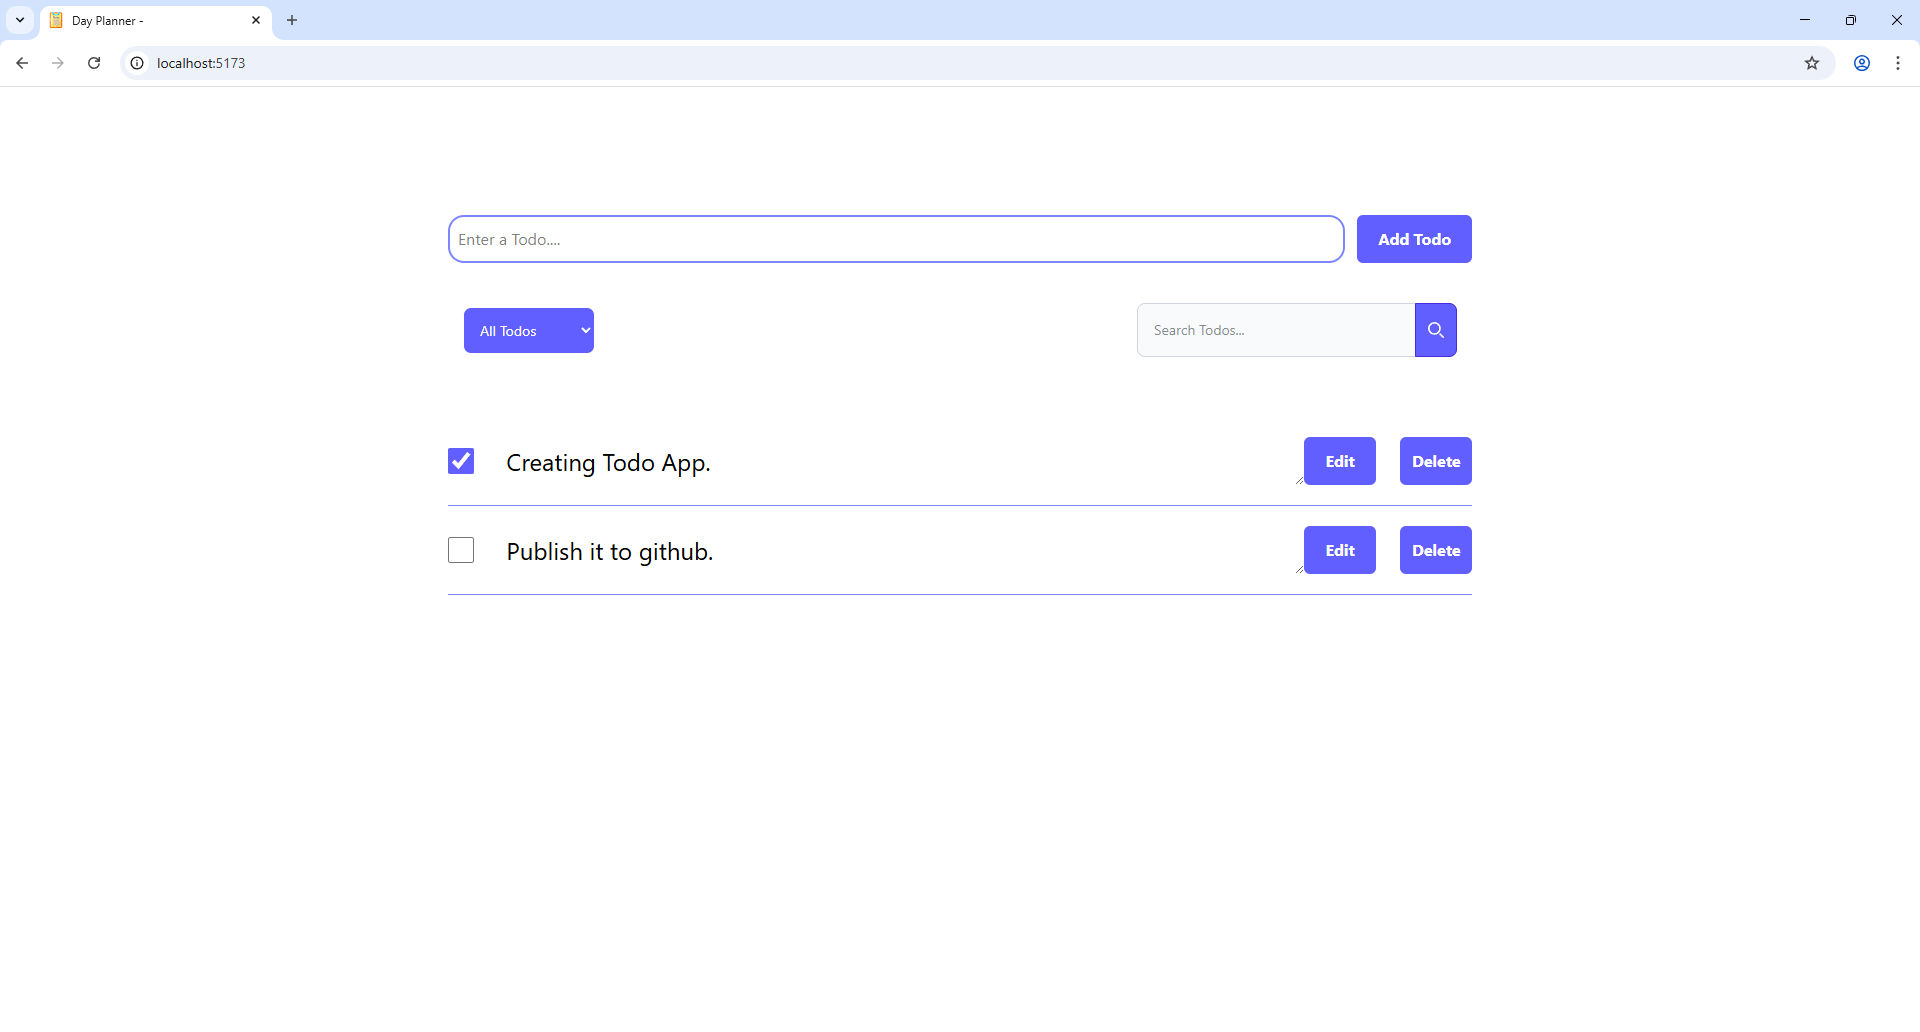 Day Planner -
localhost:5173
Enter a Todo....
Add Todo
All Todos
Search Todos...
Creating Todo App.
Edit
Delete
Publish it to github.
Edit
Delete